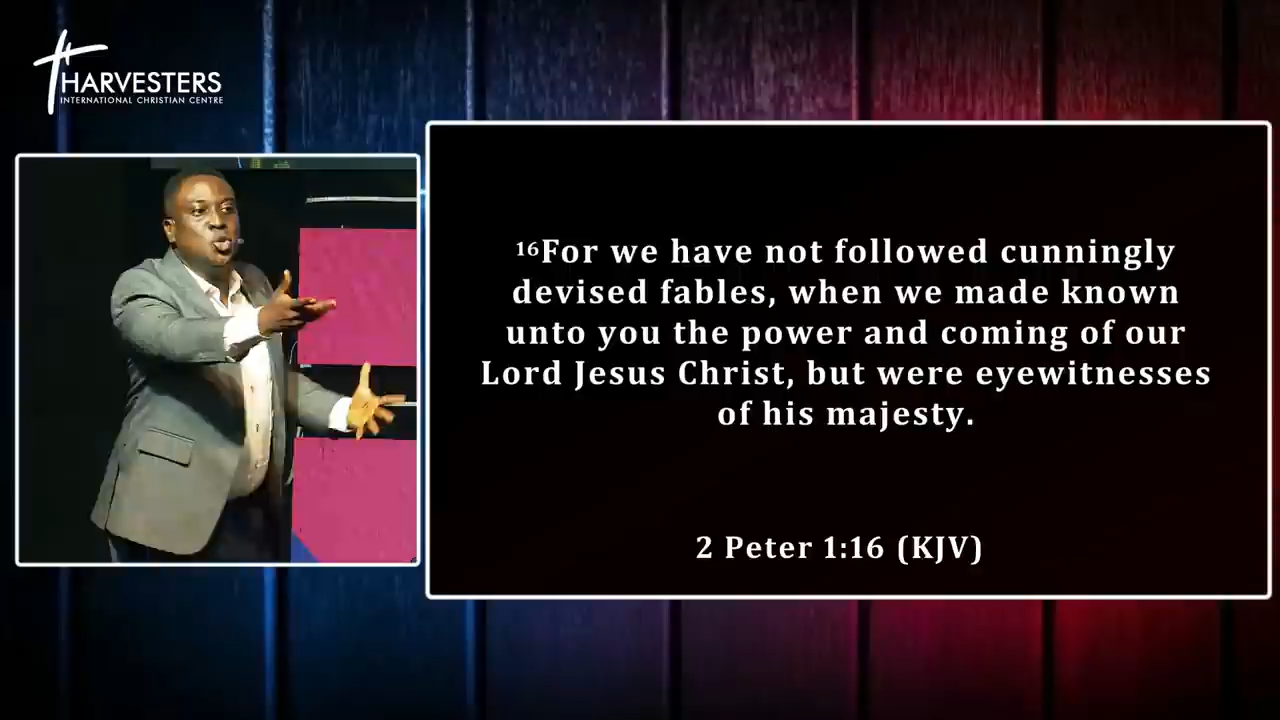 HARVESTERS
INTERNATIONAL CHRISTIAN CENTRE
¹⁶For we have not followed cunningly
devised fables, when we made known
unto you the power and coming of our
Lord Jesus Christ, but were eyewitnesses
of his majesty.
2 Peter 1:16 (KJV)